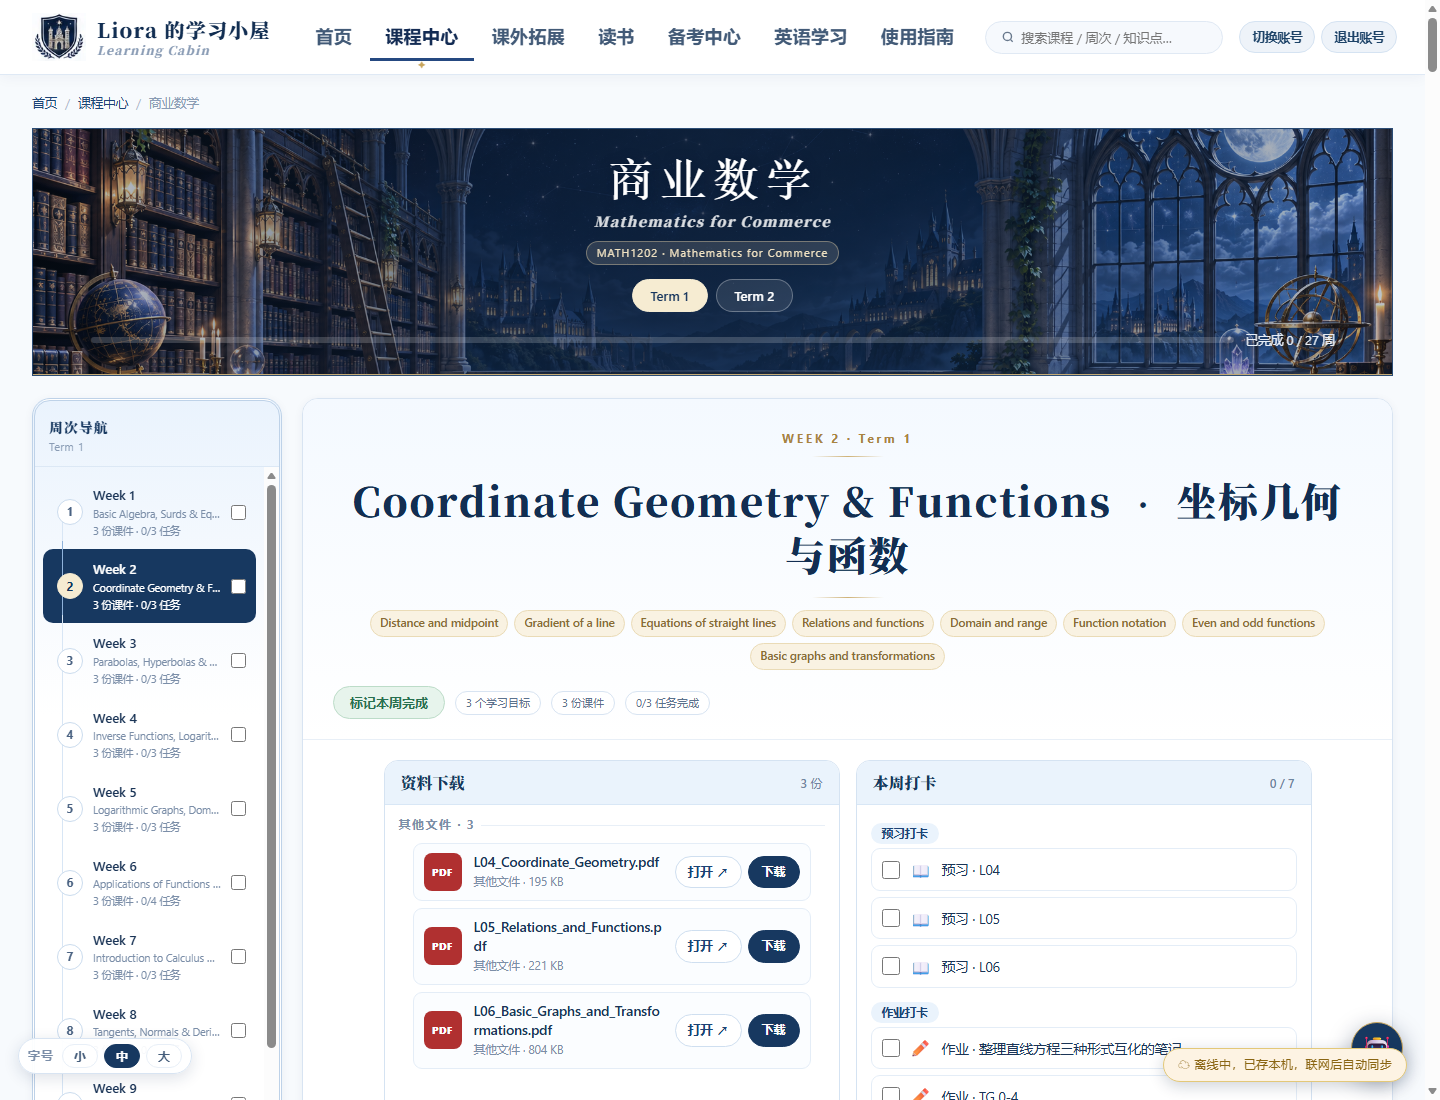 Liora 的学习小屋
Learning Cabin
首页
课程中心
课外拓展
读书
备考中心
英语学习
使用指南
搜索课程 / 周次 / 知识点...
切换账号
退出账号
首页 / 课程中心 / 商业数学
商业数学
Mathematics for Commerce
MATH1202 · Mathematics for Commerce
Term 1
Term 2
已完成 0 / 27 周
周次导航
Term 1
1
Week 1
Basic Algebra, Surds & Eq...
3 份课件 · 0/3 任务
2
Week 2
Coordinate Geometry & F...
3 份课件 · 0/3 任务
3
Week 3
Parabolas, Hyperbolas & ...
3 份课件 · 0/3 任务
4
Week 4
Inverse Functions, Logarit...
3 份课件 · 0/3 任务
5
Week 5
Logarithmic Graphs, Dom...
3 份课件 · 0/3 任务
6
Week 6
Applications of Functions ...
3 份课件 · 0/4 任务
7
Week 7
Introduction to Calculus ...
3 份课件 · 0/3 任务
8
Week 8
Tangents, Normals & Deri...
Week 9
字号 小 中 大
WEEK 2 · Term 1
Coordinate Geometry & Functions · 坐标几何
与函数
Distance and midpoint
Gradient of a line
Equations of straight lines
Relations and functions
Domain and range
Function notation
Even and odd functions
Basic graphs and transformations
标记本周完成
3 个学习目标
3 份课件
0/3 任务完成
资料下载
3 份
其他文件 · 3
PDF
L04_Coordinate_Geometry.pdf
其他文件 · 195 KB
打开 ↗
下载
PDF
L05_Relations_and_Functions.p
df
其他文件 · 221 KB
打开 ↗
下载
PDF
L06_Basic_Graphs_and_Transfo
rmations.pdf
其他文件 · 804 KB
打开 ↗
下载
本周打卡
0 / 7
预习打卡
预习 · L04
预习 · L05
预习 · L06
作业打卡
作业 · 整理直线方程三种形式互化的笔记
作业 · TG 0-4
离线中，已存本机，联网后自动同步